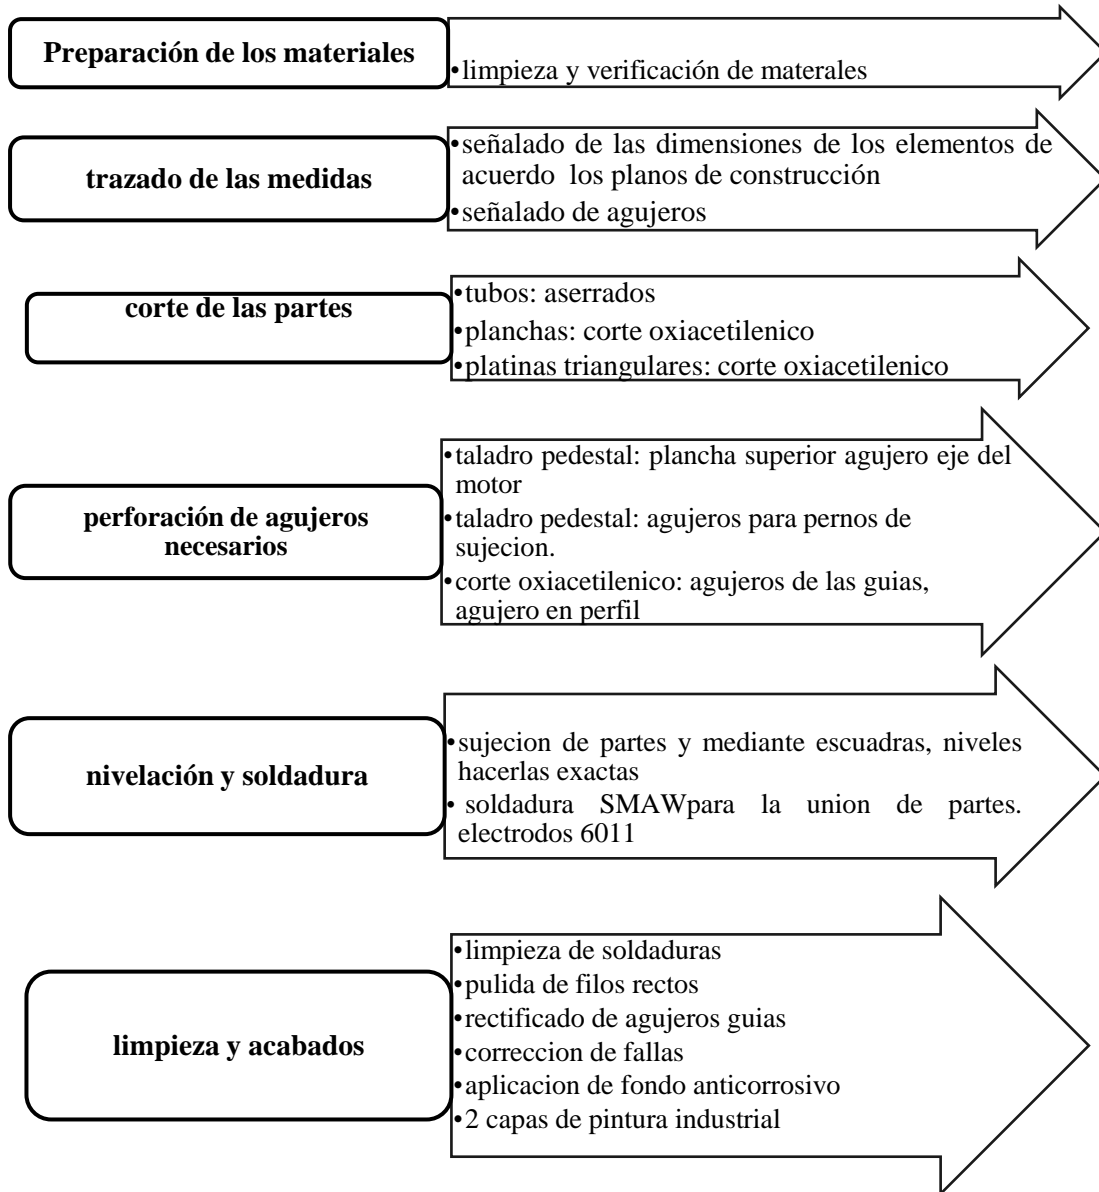 Preparación de los materiales
•limpieza y verificación de materales
trazado de las medidas
•señalado de las dimensiones de los elementos de
acuerdo los planos de construcción
•señalado de agujeros
corte de las partes
•tubos: aserrados
•planchas: corte oxiacetilenico
•platinas triangulares: corte oxiacetilenico
perforación de agujeros
necesarios
•taladro pedestal: plancha superior agujero eje del
motor
•taladro pedestal: agujeros para pernos de
sujecion.
•corte oxiacetilenico: agujeros de las guias,
agujero en perfil
nivelación y soldadura
•sujecion de partes y mediante escuadras, niveles
hacerlas exactas
• soldadura SMAWpara la union de partes.
electrodos 6011
limpieza y acabados
•limpieza de soldaduras
•pulida de filos rectos
•rectificado de agujeros guias
•correccion de fallas
•aplicacion de fondo anticorrosivo
•2 capas de pintura industrial